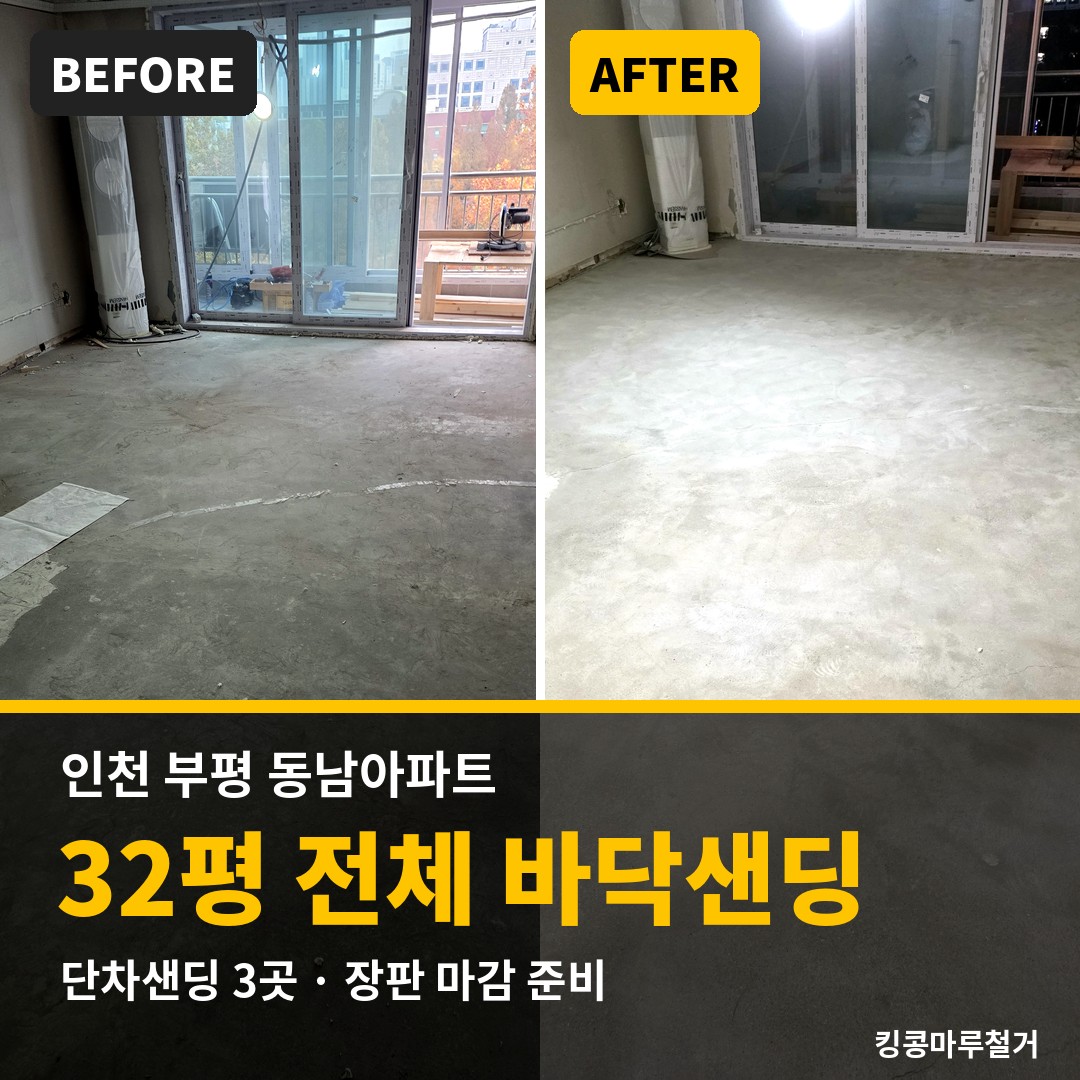 BEFORE
AFTER
인천 부평 동남아파트
32평 전체 바닥샌딩
단차샌딩 3곳 · 장판 마감 준비
킹콩마루철거